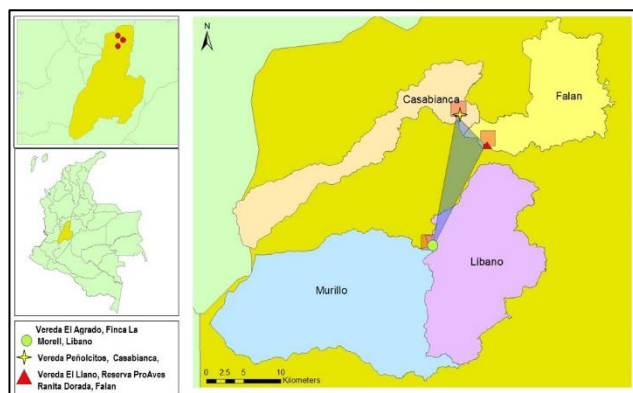 N
Casabianca
Falan
Murillo
Líbano
0 2.5 5 10
Kilometers
Vereda El Agrado, Finca La
Morell, Libano
Vereda Peñolcitos, Casabianca,
Vereda El Llano, Reserva ProAves
Ranita Dorada, Falan